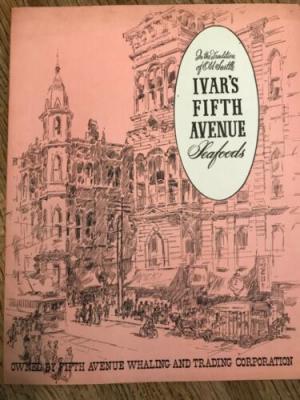 In the Tradition
of Old Seattle
IVAR'S
FIFTH
AVENUE
Seafoods
OWNED BY FIFTH AVENUE WHALING AND TRADING CORPORATION